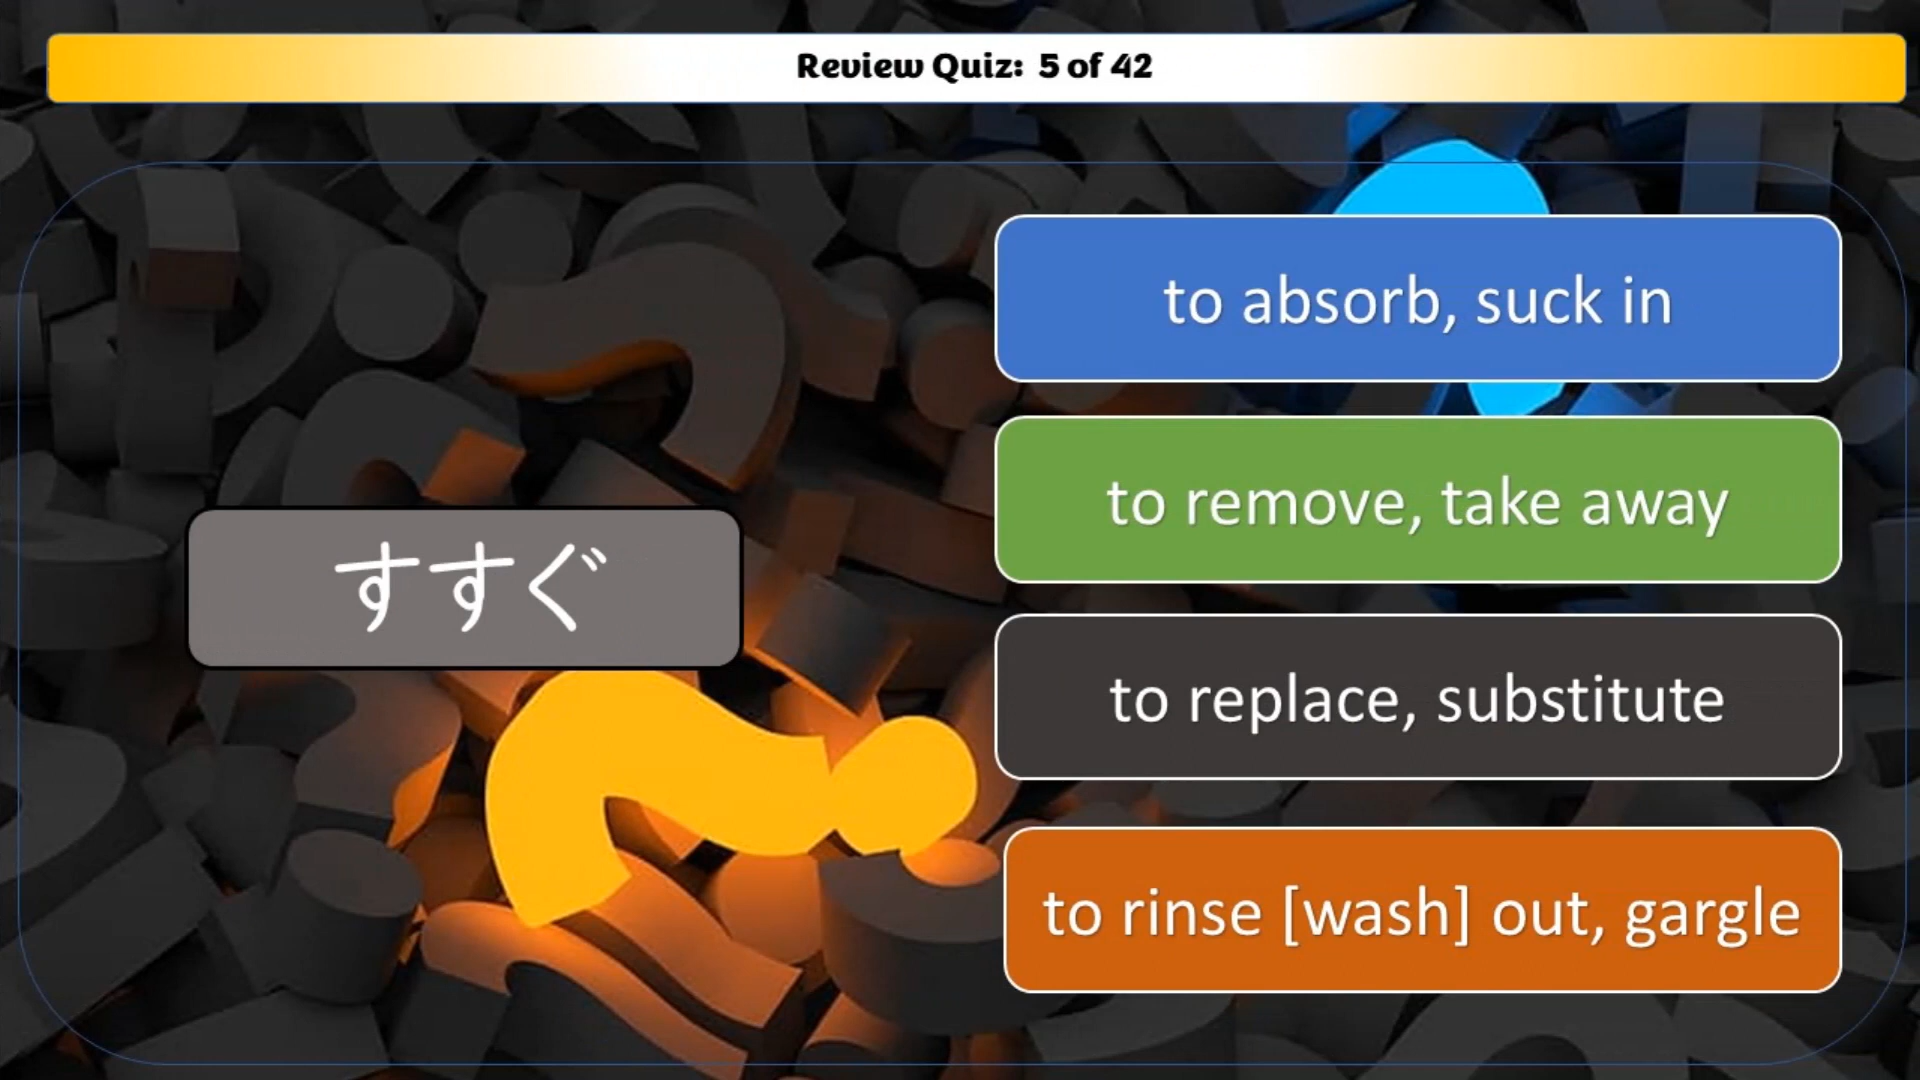 Review Quiz: 5 of 42
すすぐ
to absorb, suck in
to remove, take away
to replace, substitute
to rinse [wash] out, gargle